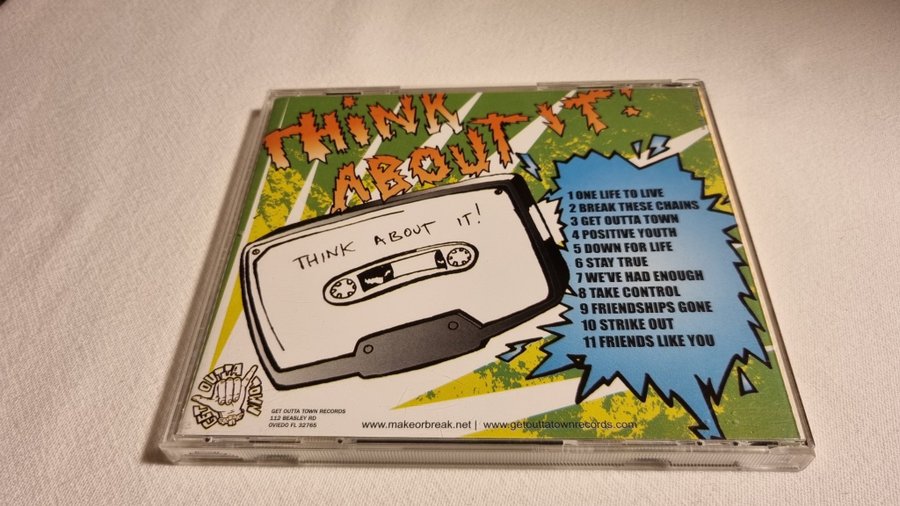 THINK
ABOUT IT!
THINK ABOUT IT!
1 ONE LIFE TO LIVE
2 BREAK THESE CHAINS
3 GET OUTTA TOWN
4 POSITIVE YOUTH
5 DOWN FOR LIFE
6 STAY TRUE
7 WE'VE HAD ENOUGH
8 TAKE CONTROL
9 FRIENDSHIPS GONE
10 STRIKE OUT
11 FRIENDS LIKE YOU
GET OUTTA TOWN
GET OUTTA TOWN RECORDS
112 BEASLEY RD
OVIEDO FL 32765
www.makeorbreak.net | www.getouttatownrecords.com